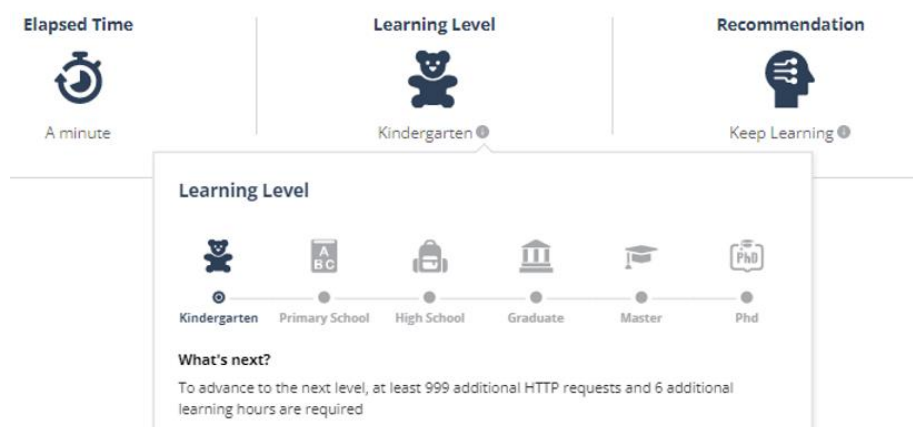 Elapsed Time
Learning Level
Recommendation
A minute
Kindergarten
Keep Learning
Learning Level
A
BC
PhD
Kindergarten
Primary School
High School
Graduate
Master
Phd
What's next?
To advance to the next level, at least 999 additional HTTP requests and 6 additional
learning hours are required